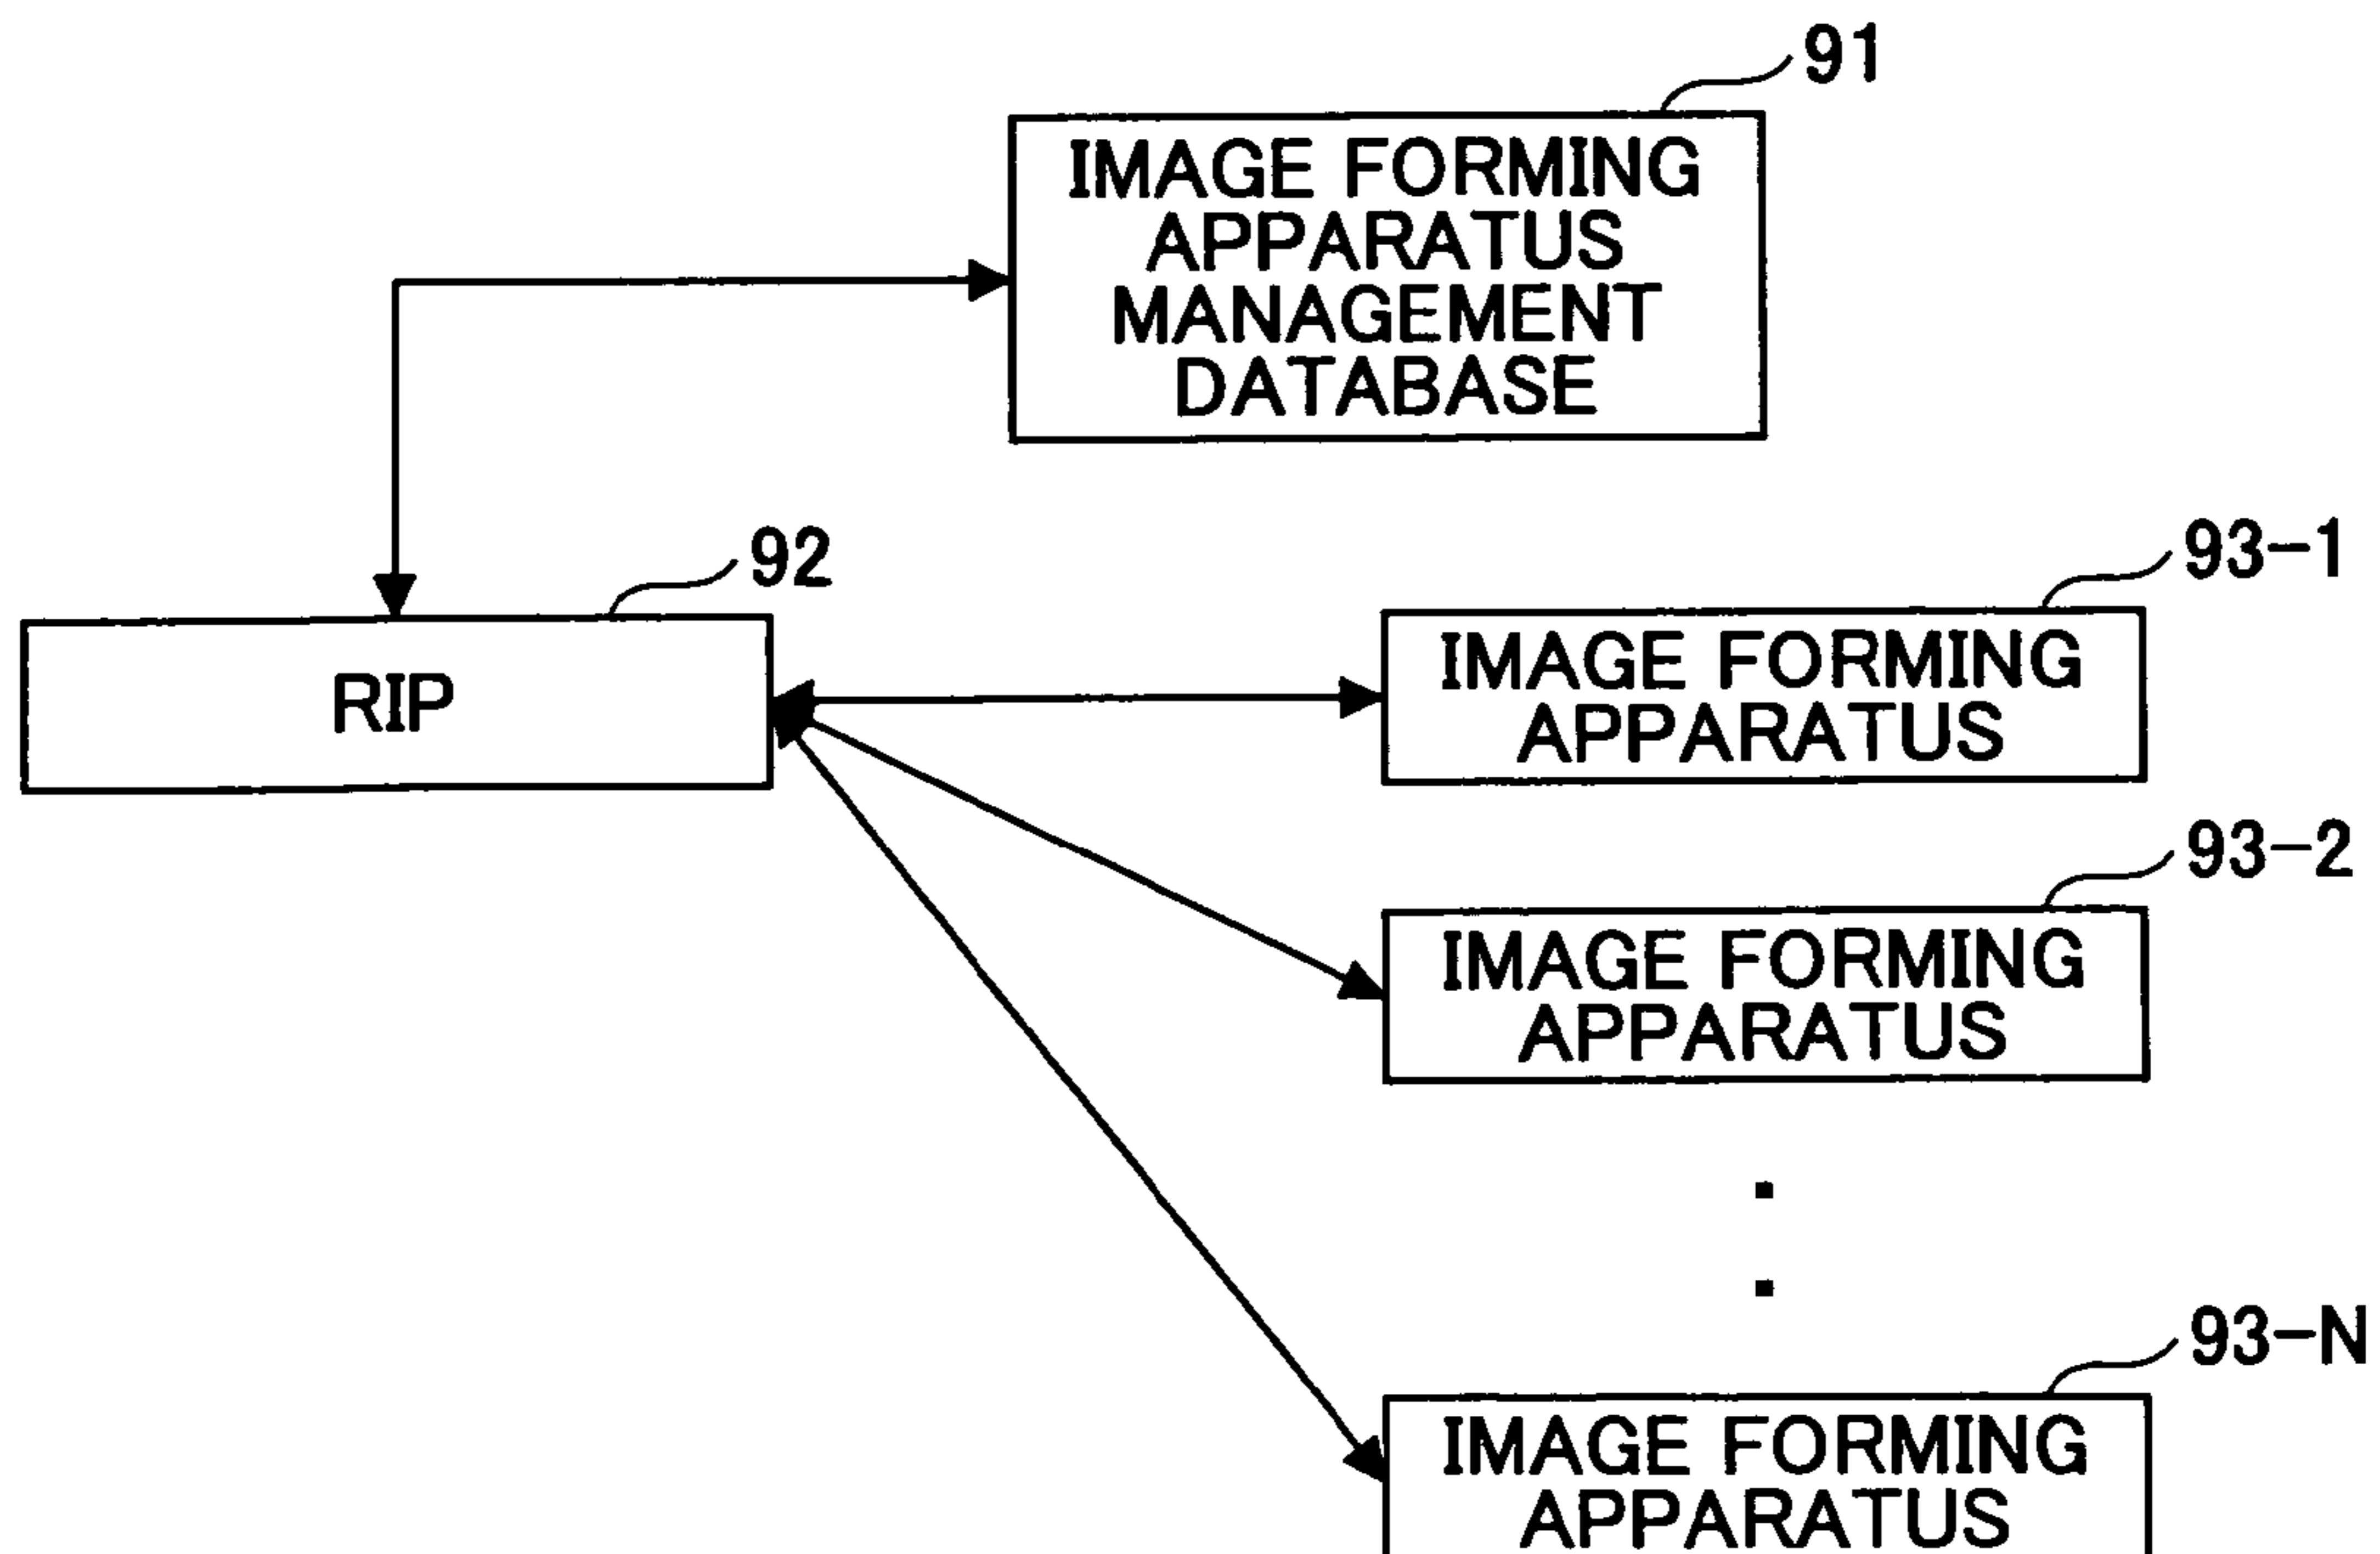 91
IMAGE FORMING
APPARATUS
MANAGEMENT
DATABASE
92
RIP
93-1
IMAGE FORMING
APPARATUS
93-2
IMAGE FORMING
APPARATUS
93-N
IMAGE FORMING
APPARATUS